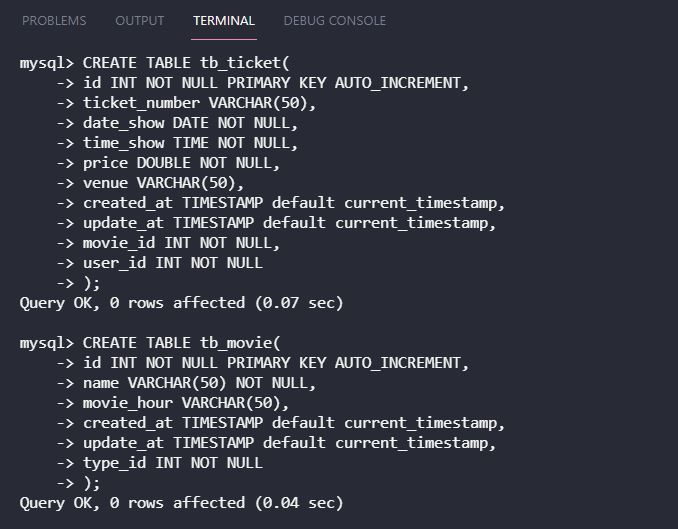 PROBLEMS OUTPUT TERMINAL DEBUG CONSOLE
mysql> CREATE TABLE tb_ticket(
    -> id INT NOT NULL PRIMARY KEY AUTO_INCREMENT,
    -> ticket_number VARCHAR(50),
    -> date_show DATE NOT NULL,
    -> time_show TIME NOT NULL,
    -> price DOUBLE NOT NULL,
    -> venue VARCHAR(50),
    -> created_at TIMESTAMP default current_timestamp,
    -> update_at TIMESTAMP default current_timestamp,
    -> movie_id INT NOT NULL,
    -> user_id INT NOT NULL
    -> );
Query OK, 0 rows affected (0.07 sec)
mysql> CREATE TABLE tb_movie(
    -> id INT NOT NULL PRIMARY KEY AUTO_INCREMENT,
    -> name VARCHAR(50) NOT NULL,
    -> movie_hour VARCHAR(50),
    -> created_at TIMESTAMP default current_timestamp,
    -> update_at TIMESTAMP default current_timestamp,
    -> type_id INT NOT NULL
    -> );
Query OK, 0 rows affected (0.04 sec)